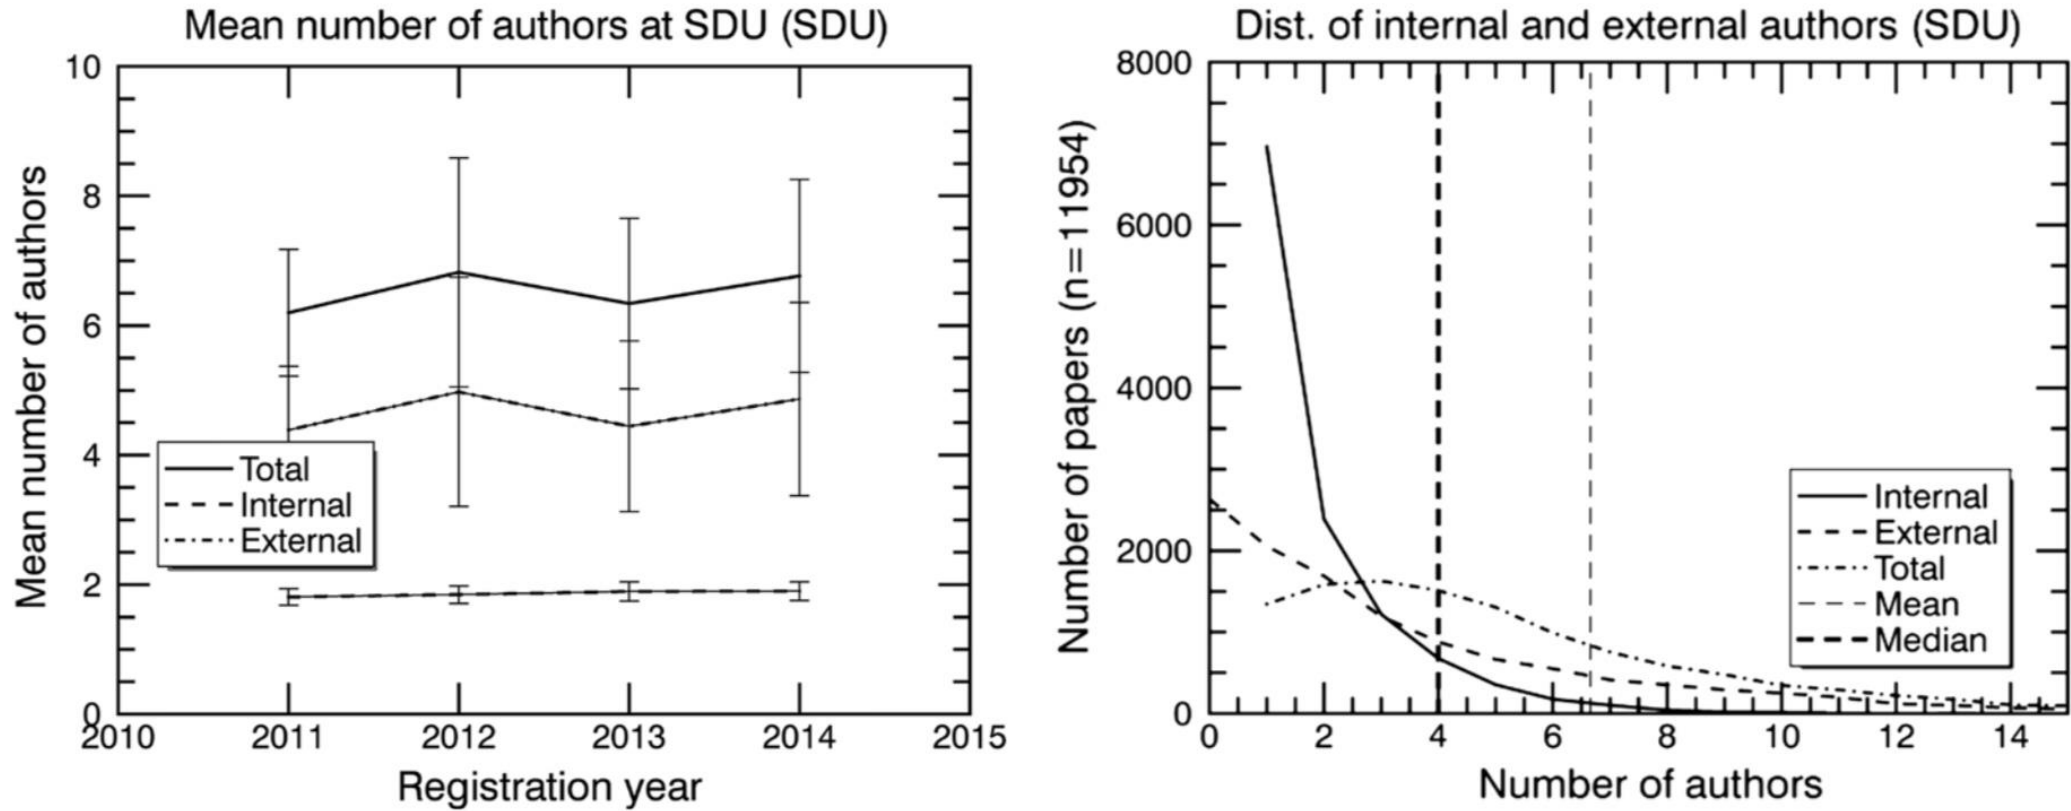 Mean number of authors at SDU (SDU)
10
8
6
4
2
0
Mean number of authors
Total
Internal
External
2010 2011 2012 2013 2014 2015
Registration year
Dist. of internal and external authors (SDU)
8000
6000
4000
2000
0
Number of papers (n=11954)
Internal
External
Total
Mean
Median
0 2 4 6 8 10 12 14
Number of authors